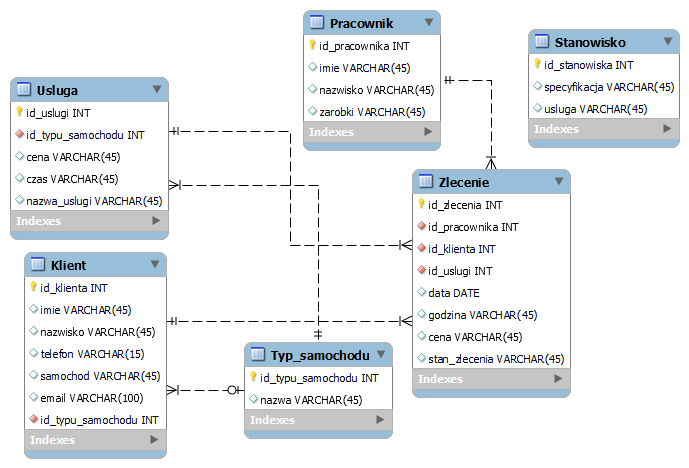 Pracownik
id_pracownika INT
imie VARCHAR(45)
nazwisko VARCHAR(45)
zarobki VARCHAR(45)
Indexes
Stanowisko
id_stanowiska INT
specyfikacja VARCHAR(45)
usluga VARCHAR(45)
Indexes
Usluga
id_uslugi INT
id_typu_samochodu INT
cena VARCHAR(45)
czas VARCHAR(45)
nazwa_uslugi VARCHAR(45)
Indexes
Zlecenie
id_zlecenia INT
id_pracownika INT
id_klienta INT
id_uslugi INT
data DATE
godzina VARCHAR(45)
cena VARCHAR(45)
stan_zlecenia VARCHAR(45)
Indexes
Klient
id_klienta INT
imie VARCHAR(45)
nazwisko VARCHAR(45)
telefon VARCHAR(15)
samochod VARCHAR(45)
email VARCHAR(100)
id_typu_samochodu INT
Indexes
Typ_samochodu
id_typu_samochodu INT
nazwa VARCHAR(45)
Indexes